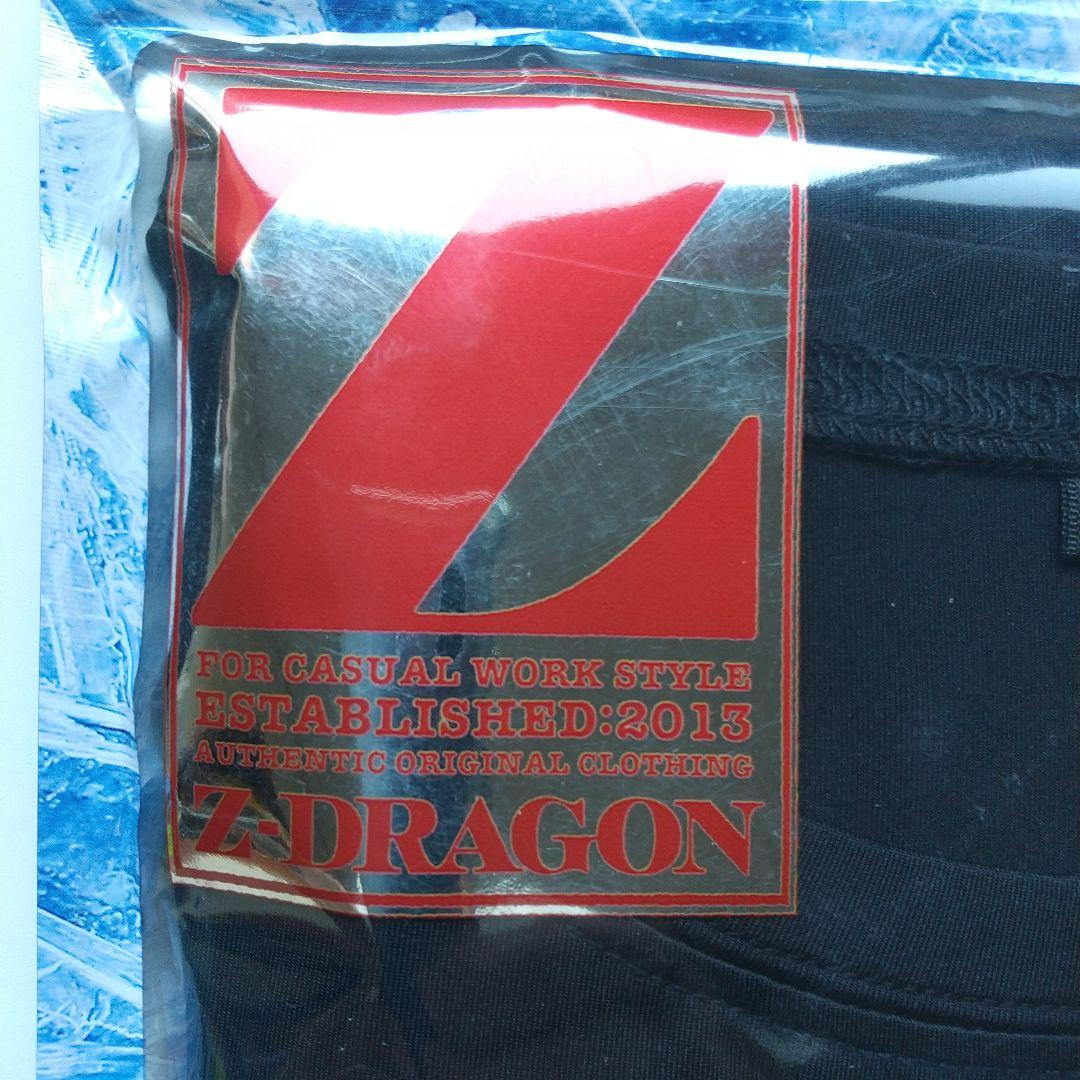 Z
FOR CASUAL WORK STYLE
ESTABLISHED:2013
AUTHENTIC ORIGINAL CLOTHING
Z-DRAGON